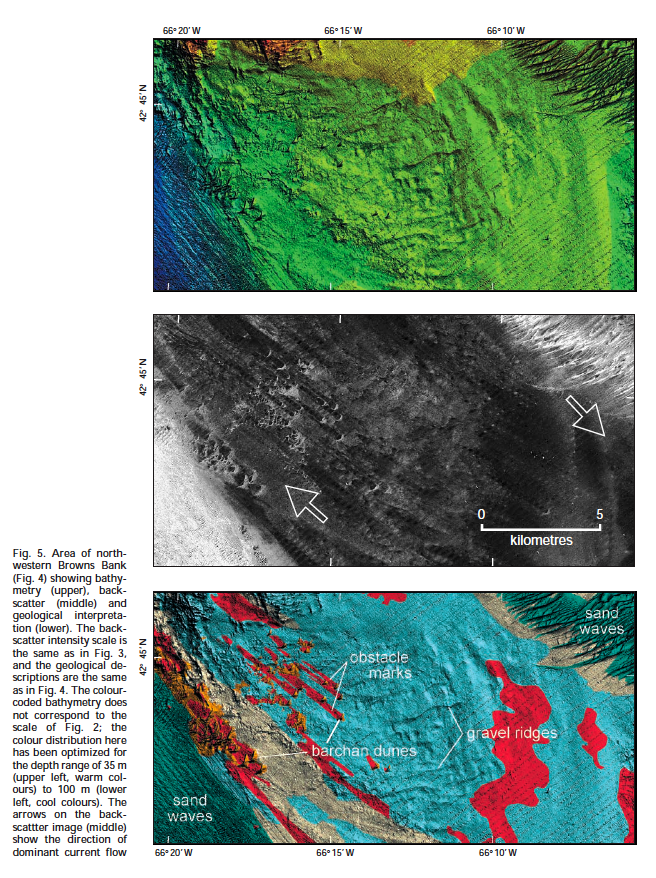 66° 20' W
66° 15' W
66° 10' W
42° 45' N
42° 45' N
0
5
kilometres
Fig. 5. Area of north-
western Browns Bank
(Fig. 4) showing bathy-
metry (upper), back-
scatter (middle) and
geological interpreta-
tion (lower). The back-
scatter intensity scale is
the same as in Fig. 3,
and the geological de-
scriptions are the same
as in Fig. 4. The colour-
coded bathymetry does
not correspond to the
scale of Fig. 2; the
colour distribution here
has been optimized for
the depth range of 35 m
(upper left, warm col-
ours) to 100 m (lower
left, cool colours). The
arrows on the back-
scattter image (middle)
show the direction of
dominant current flow
42° 45' N
sand
waves
obstacle
marks
gravel ridges
barchan dunes
sand
waves
66° 20' W
66° 15' W
66° 10' W